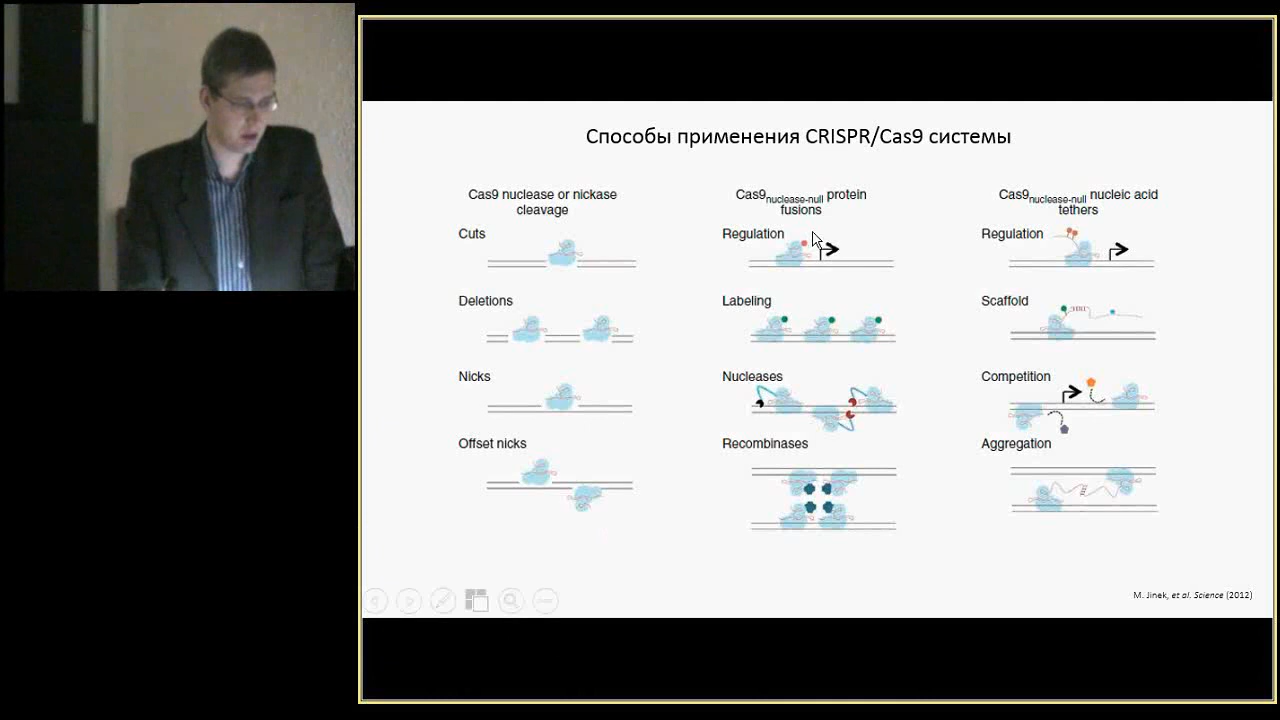 Способы применения CRISPR/Cas9 системы
Cas9 nuclease or nickase
cleavage
Cuts
Deletions
Nicks
Offset nicks
Cas9nuclease-null protein
fusions
Regulation
Labeling
Nucleases
Recombinases
Cas9nuclease-null nucleic acid
tethers
Regulation
Scaffold
Competition
Aggregation
M. Jinek, et al. Science (2012)